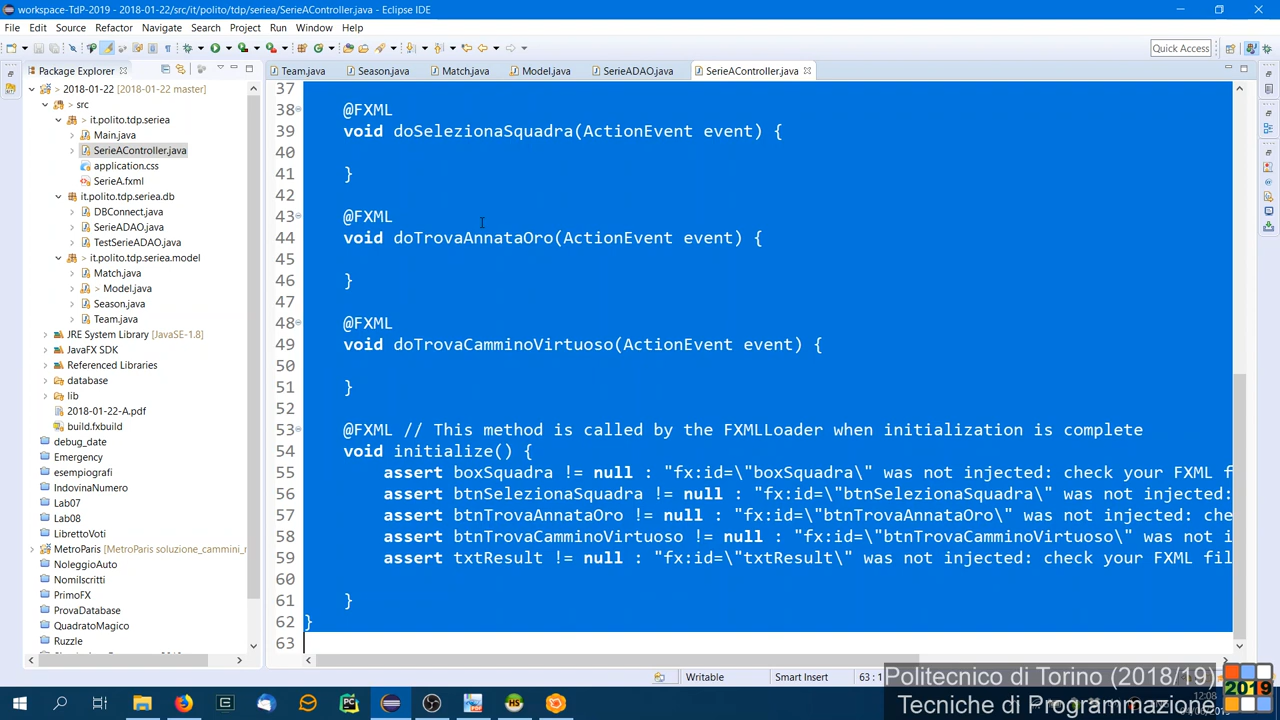 workspace-TdP-2019 - 2018-01-22/src/it/polito/tdp/seriea/SerieAController.java - Eclipse IDE
File Edit Source Refactor Navigate Search Project Run Window Help
Quick Access
Package Explorer
Team.java Season.java Match.java Model.java SerieADAO.java SerieAController.java
> 2018-01-22 [2018-01-22 master]
> src
> it.polito.tdp.seriea
Main.java
SerieAController.java
application.css
SerieA.fxml
it.polito.tdp.seriea.db
DBConnect.java
SerieADAO.java
TestSerieADAO.java
> it.polito.tdp.seriea.model
Match.java
> Model.java
Season.java
Team.java
JRE System Library [JavaSE-1.8]
JavaFX SDK
Referenced Libraries
database
lib
2018-01-22-A.pdf
build.fxbuild
debug_date
Emergency
esempiografi
IndovinaNumero
Lab07
Lab08
LibrettoVoti
MetroParis [MetroParis soluzione_cammini_r
NoleggioAuto
NomiIscritti
PrimoFX
ProvaDatabase
QuadratoMagico
Ruzzle
37
38 @FXML
39 void doSelezionaSquadra(ActionEvent event) {
40
41 }
42
43 @FXML
44 void doTrovaAnnataOro(ActionEvent event) {
45
46 }
47
48 @FXML
49 void doTrovaCamminoVirtuoso(ActionEvent event) {
50
51 }
52
53 @FXML // This method is called by the FXMLLoader when initialization is complete
54 void initialize() {
55 assert boxSquadra != null : "fx:id=\"boxSquadra\" was not injected: check your FXML f
56 assert btnSelezionaSquadra != null : "fx:id=\"btnSelezionaSquadra\" was not injected:
57 assert btnTrovaAnnataOro != null : "fx:id=\"btnTrovaAnnataOro\" was not injected: che
58 assert btnTrovaCamminoVirtuoso != null : "fx:id=\"btnTrovaCamminoVirtuoso\" was not i
59 assert txtResult != null : "fx:id=\"txtResult\" was not injected: check your FXML fil
60
61 }
62 }
63
Writable Smart Insert 63 : 1
Politecnico di Torino (2018/19)
Tecniche di Programmazione
2019
12:08